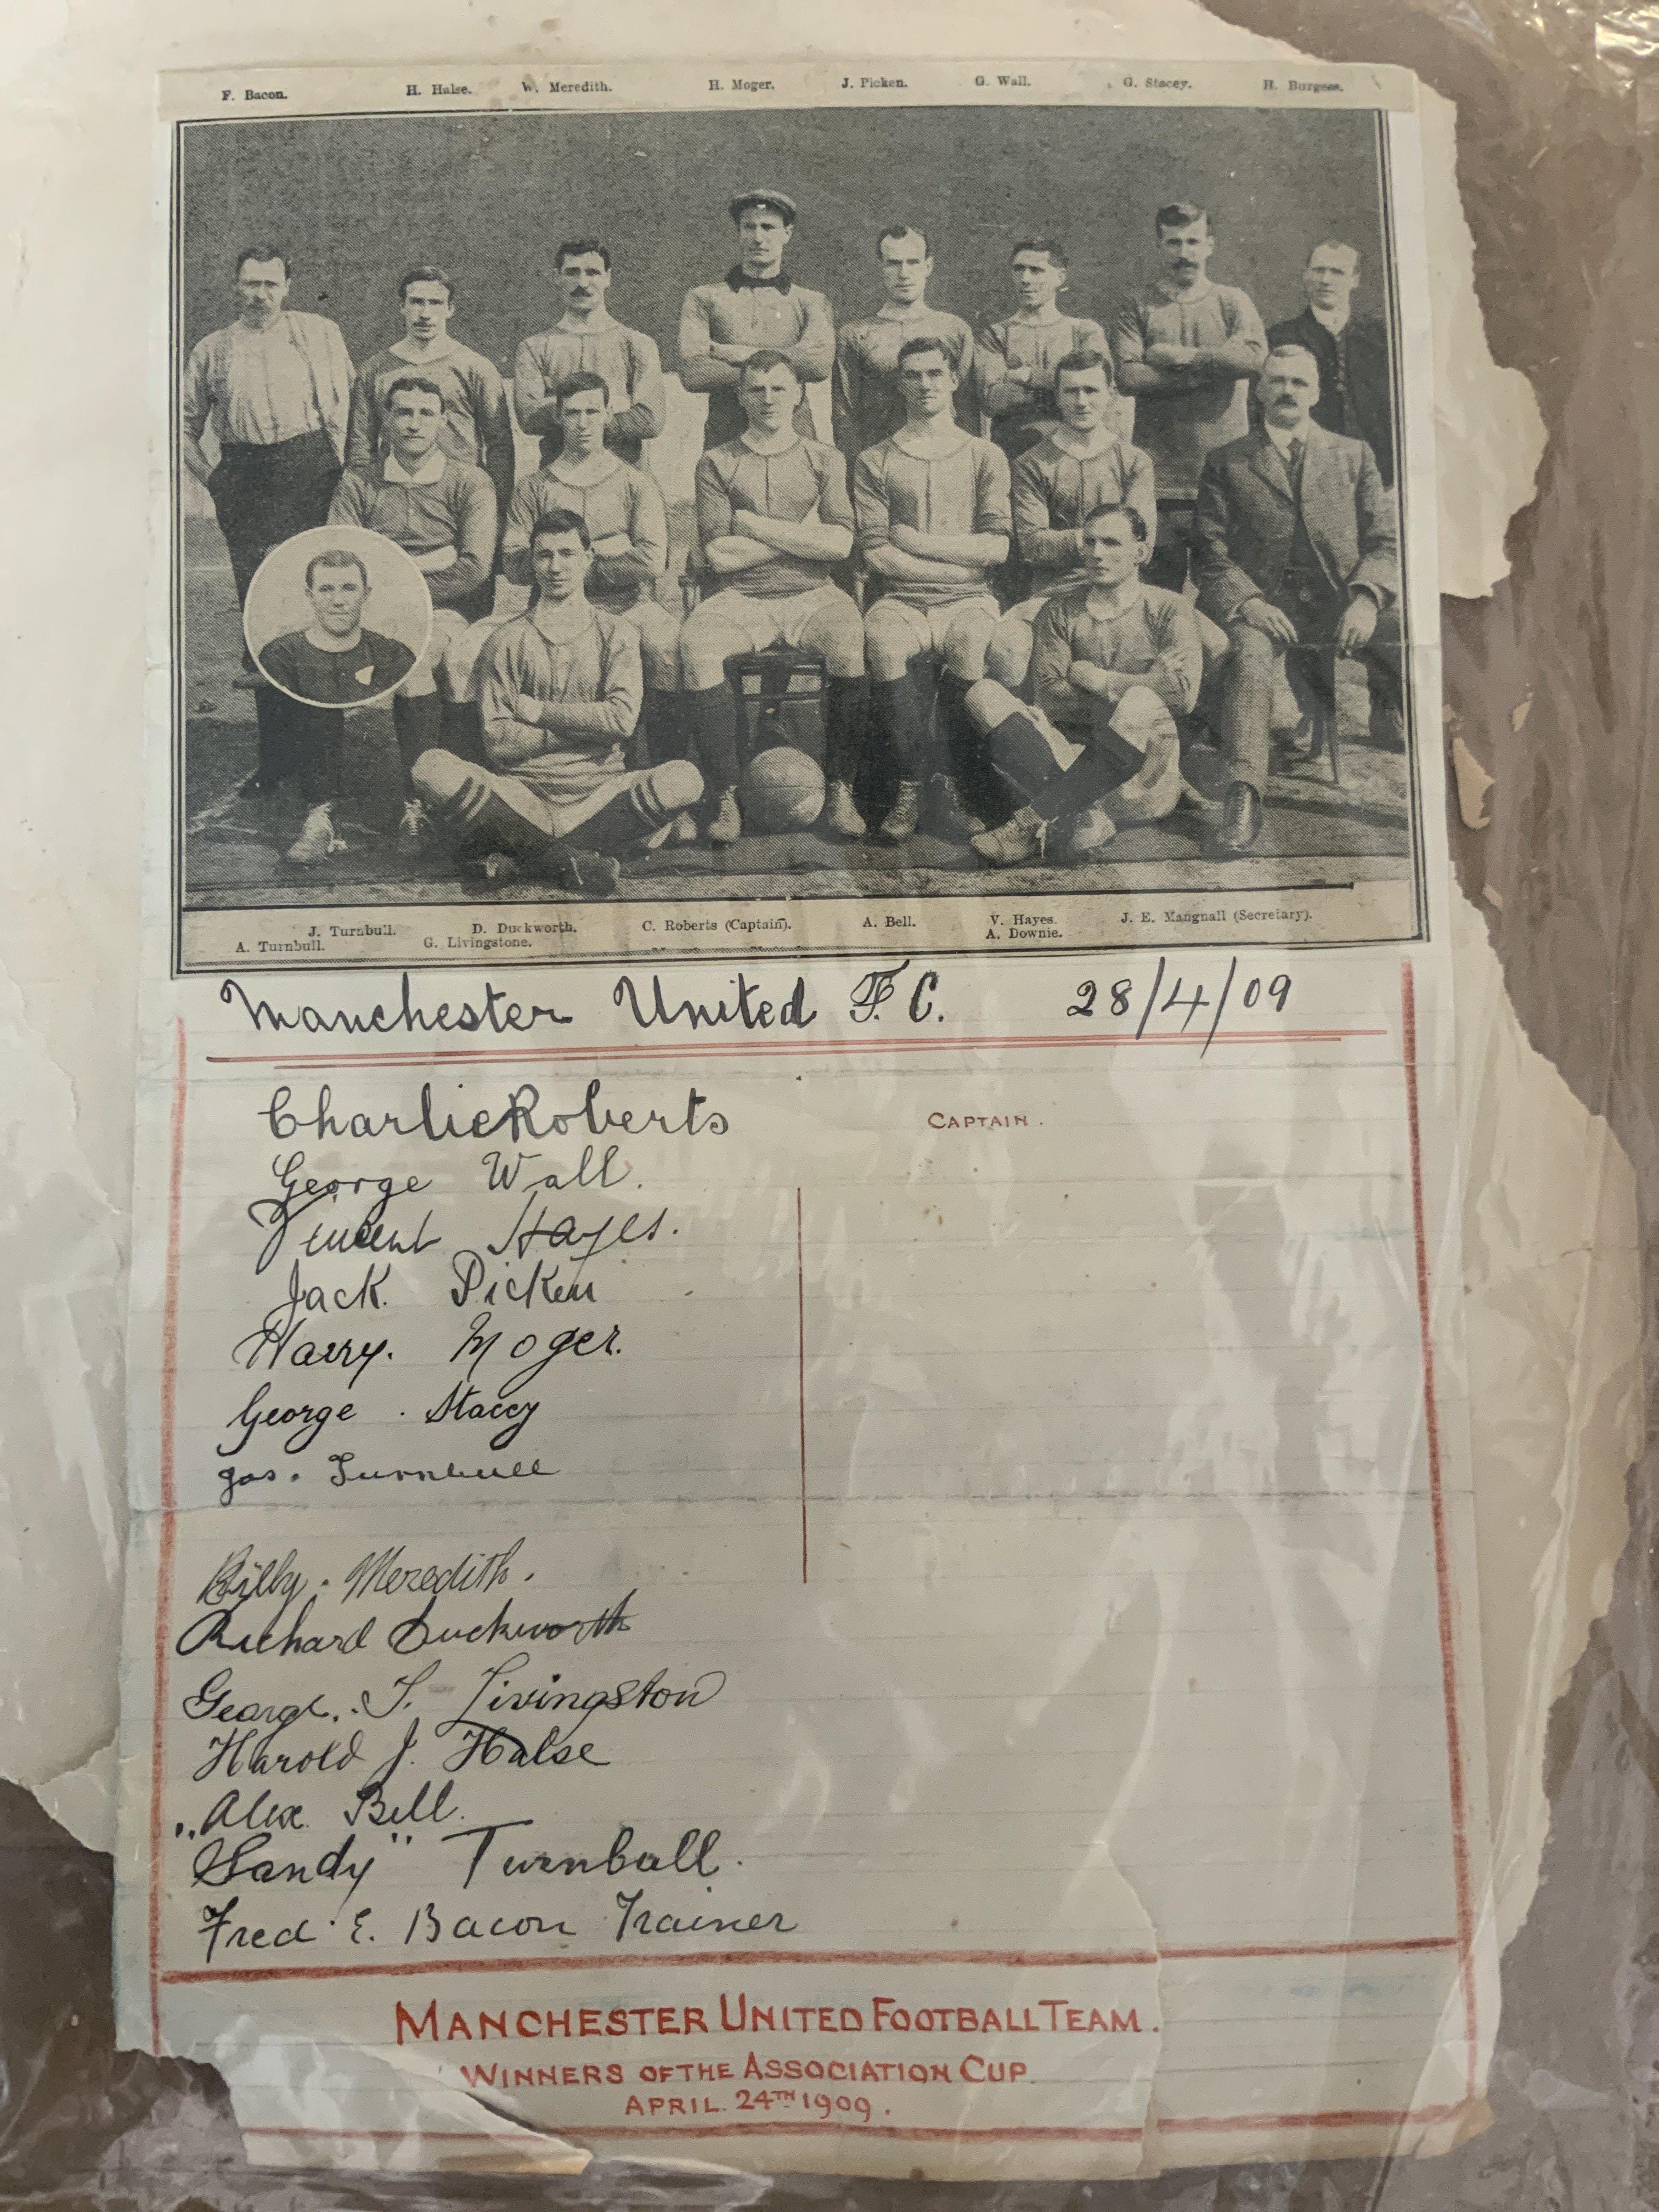 F. Bacon. H. Halse. W. Meredith. H. Moger. J. Picken. G. Wall. G. Stacey. H. Burgess.
J. Turnbull. D. Duckworth. C. Roberts (Captain). A. Bell. V. Hayes. J. E. Mangnall (Secretary).
A. Turnbull. G. Livingstone. A. Downie.
Manchester United F.C. 28/4/09
Charlie Roberts CAPTAIN.
George Wall.
Vincent Hayes.
Jack. Picken
Harry. Moger.
George. Stacey
Jas. Turnbull
Billy. Meredith.
Richard Duckworth
George. T. Livingston
Harold J. Halse
Alex. Bell.
"Sandy" Turnbull.
Fred E. Bacon Trainer
MANCHESTER UNITED FOOTBALL TEAM.
WINNERS OF THE ASSOCIATION CUP
APRIL. 24TH 1909.